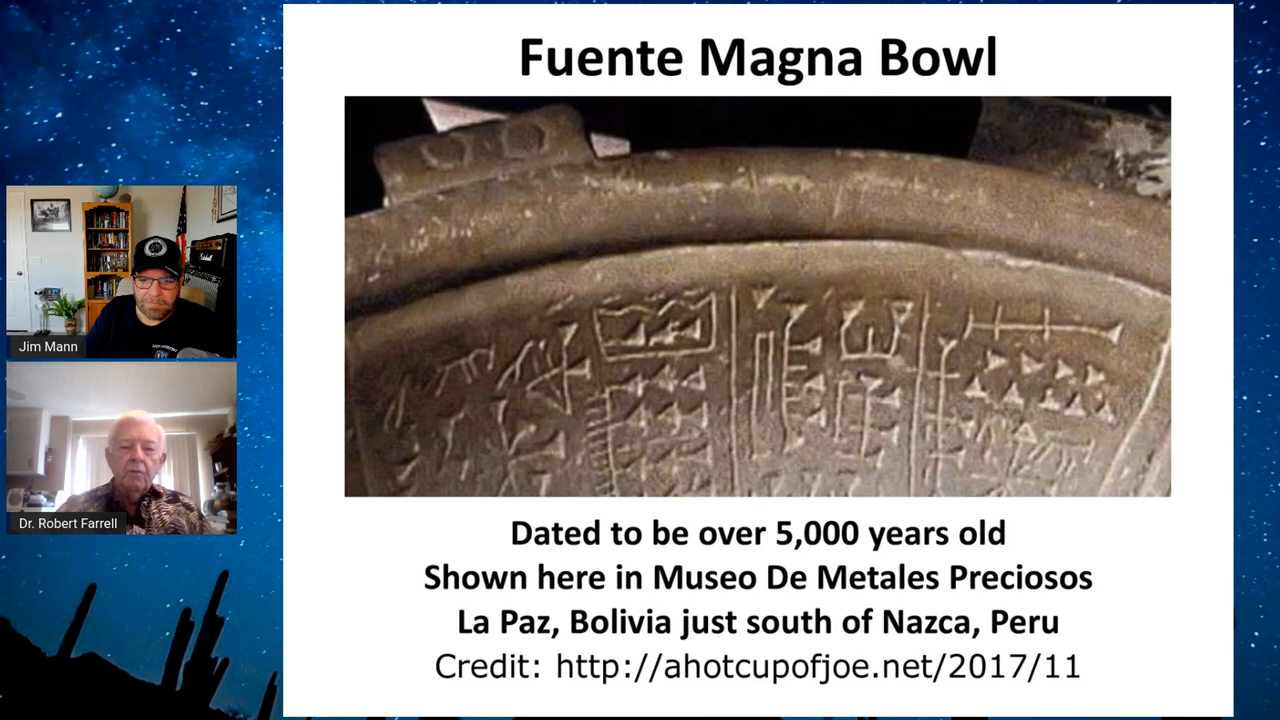 Fuente Magna Bowl
Dated to be over 5,000 years old
Shown here in Museo De Metales Preciosos
La Paz, Bolivia just south of Nazca, Peru
Credit: http://ahotcupofjoe.net/2017/11
Jim Mann
Dr. Robert Farrell